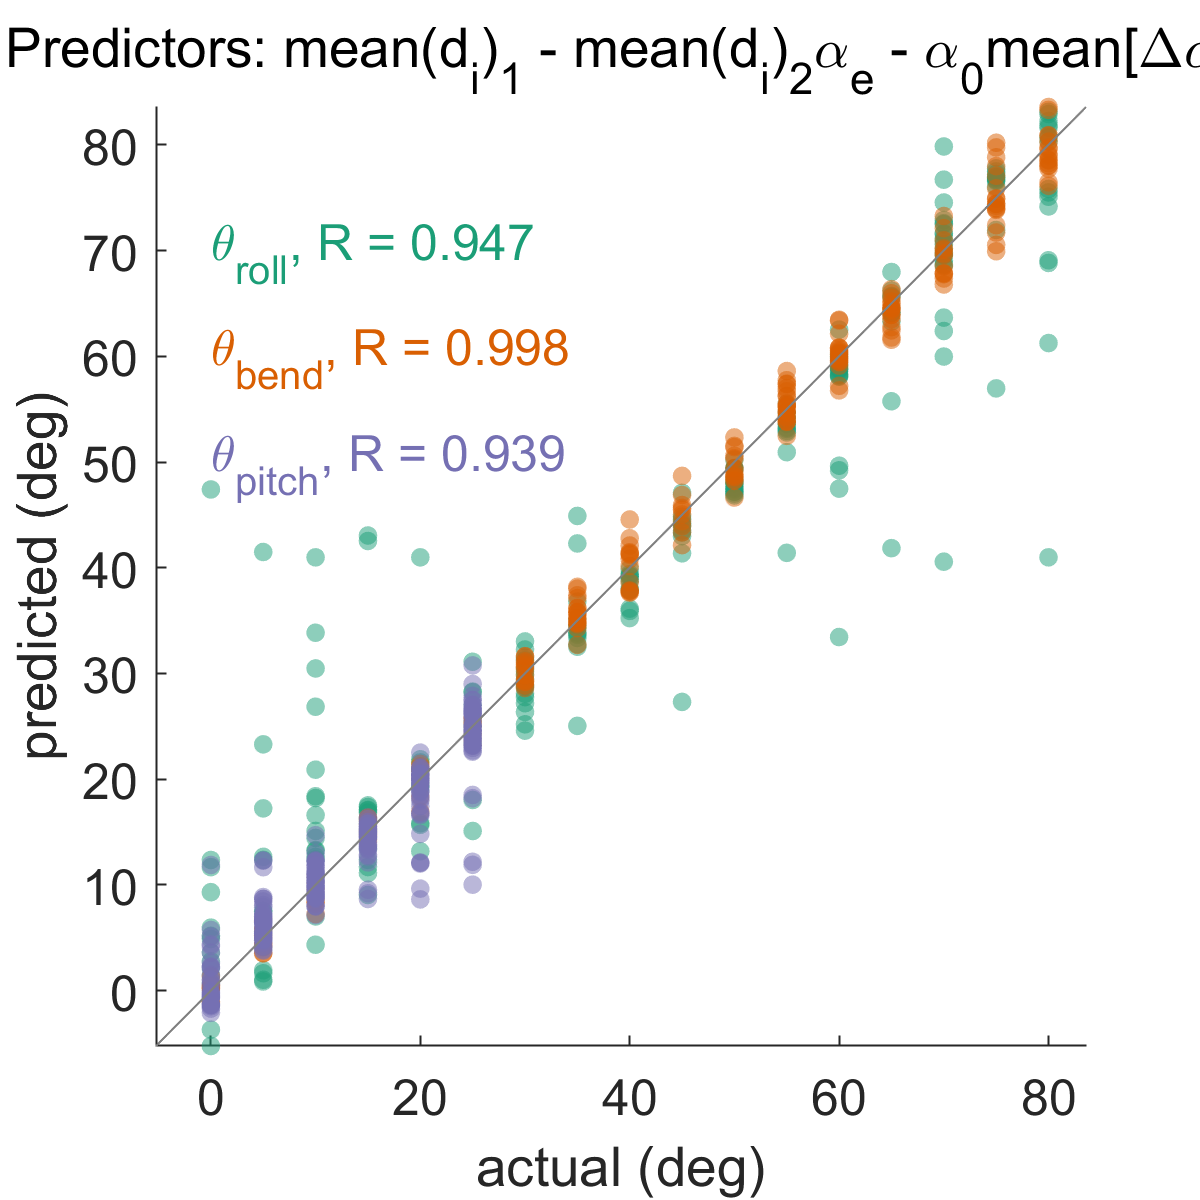 Predictors: mean(dᵢ)₁ - mean(dᵢ)₂αₑ - α₀mean[Δ
80
70
60
50
40
30
20
10
0
θroll, R = 0.947
θbend, R = 0.998
θpitch, R = 0.939
predicted (deg)
0 20 40 60 80
actual (deg)